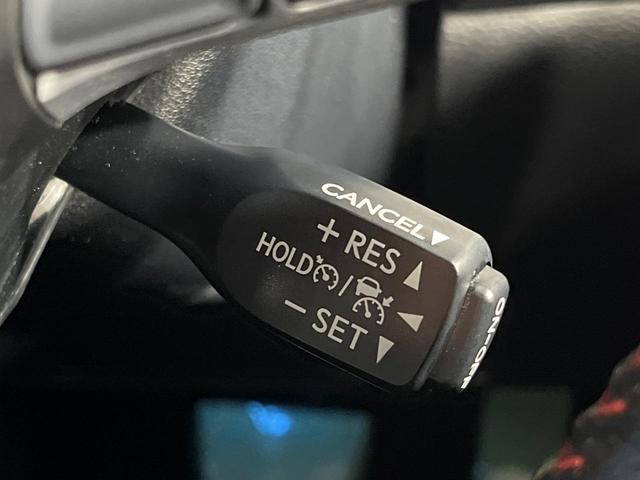 CANCEL
+ RES
HOLD /
− SET
ON-OFF